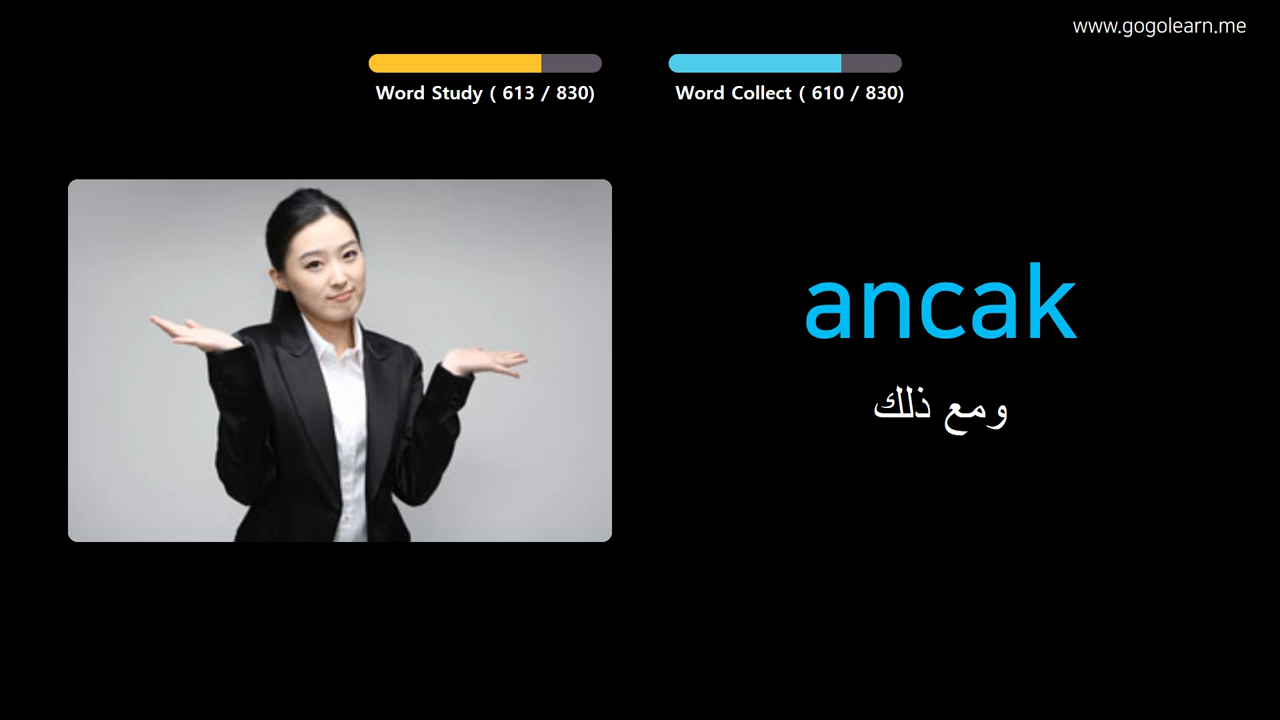 www.gogolearn.me
Word Study ( 613 / 830)
Word Collect ( 610 / 830)
ancak
ومع ذلك